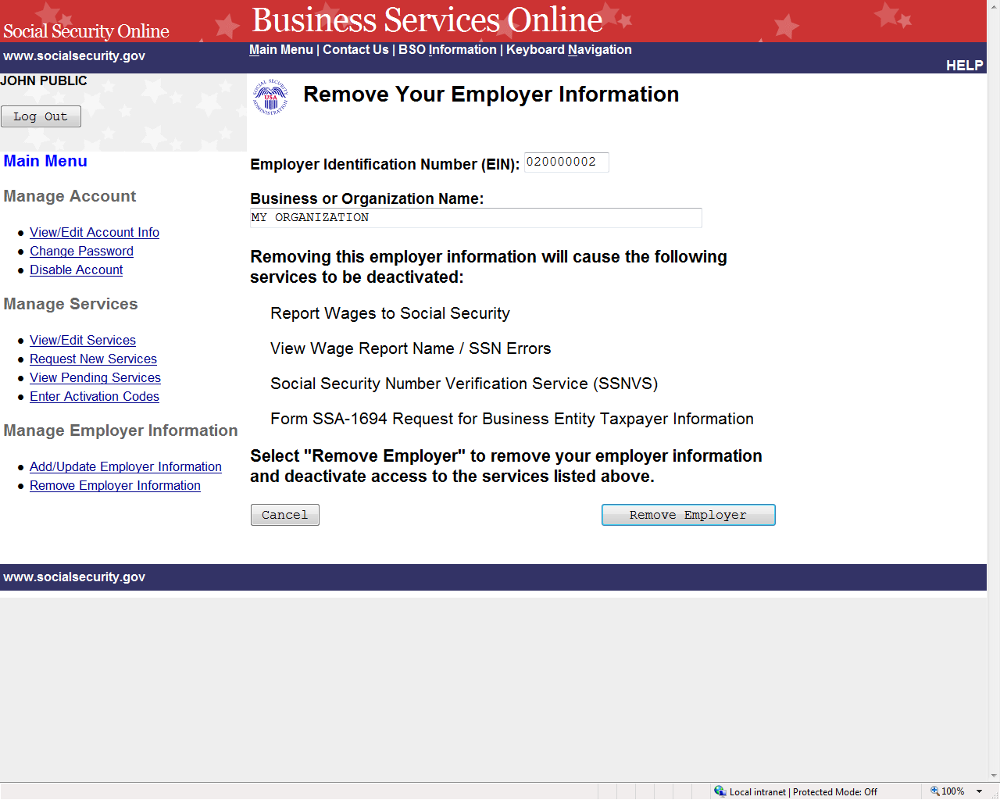 Social Security Online
Business Services Online
www.socialsecurity.gov
Main Menu | Contact Us | BSO Information | Keyboard Navigation
HELP
JOHN PUBLIC
Log Out
Main Menu
Manage Account
View/Edit Account Info
Change Password
Disable Account
Manage Services
View/Edit Services
Request New Services
View Pending Services
Enter Activation Codes
Manage Employer Information
Add/Update Employer Information
Remove Employer Information
SOCIAL SECURITY
USA
ADMINISTRATION
Remove Your Employer Information
Employer Identification Number (EIN): 020000002
Business or Organization Name:
MY ORGANIZATION
Removing this employer information will cause the following
services to be deactivated:
Report Wages to Social Security
View Wage Report Name / SSN Errors
Social Security Number Verification Service (SSNVS)
Form SSA-1694 Request for Business Entity Taxpayer Information
Select "Remove Employer" to remove your employer information
and deactivate access to the services listed above.
Cancel
Remove Employer
www.socialsecurity.gov
Local intranet | Protected Mode: Off
100%